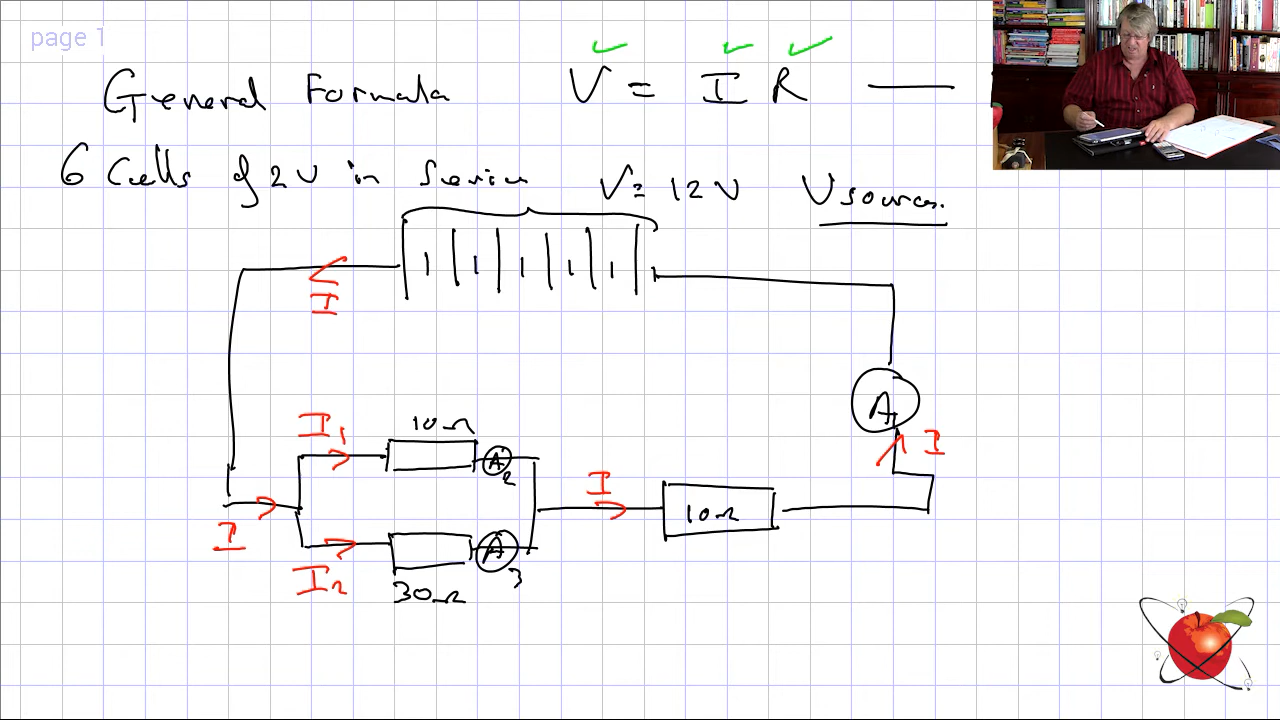 page 1
General Formula V = I R
6 Cells of 2V in Series V = 12V Vsource.
I
A1 I
I1 10Ω A2
I 10Ω
I
I2 30Ω A3